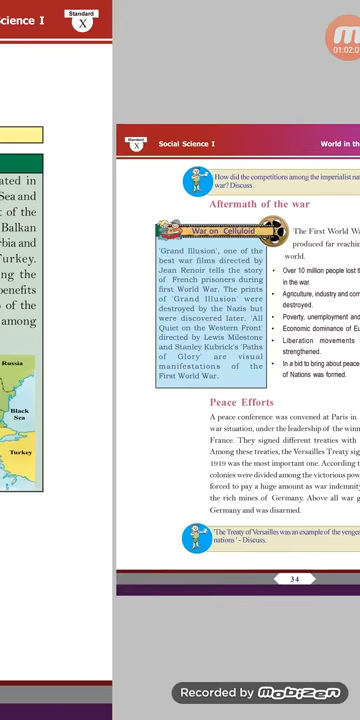 cience I
Standard
X
ated in
Sea and
t of the
Balkan
rbia and
Turkey.
ng the
benefits
% of the
among
Russia
Black
Sea
Turkey
01:02:0
Standard
X
Social Science I
World in the
How did the competitions among the imperialist na
war? Discuss
Aftermath of the war
War on Celluloid
'Grand Illusion', one of the
best war films directed by
Jean Renoir tells the story
of French prisoners during
first World War. The prints
of 'Grand Illusion' were
destroyed by the Nazis but
were discovered later. 'All
Quiet on the Western Front'
directed by Lewis Milestone
and Stanley Kubrick's 'Paths
of Glory' are visual
manifestations of the
First World War.
The First World Wa
produced far reachin
world.
• Over 10 million people lost t
in the war.
• Agriculture, industry and com
destroyed.
• Poverty, unemployment and
• Economic dominance of Eu
• Liberation movements
strengthened.
• In a bid to bring about peace
of Nations was formed.
Peace Efforts
A peace conference was convened at Paris in
war situation, under the leadership of the winn
France. They signed different treaties with
Among these treaties, the Versailles Treaty sig
1919 was the most important one. According t
colonies were divided among the victorious pow
forced to pay a huge amount as war indemnity
the rich mines of Germany. Above all war g
Germany and was disarmed.
'The Treaty of Versailles was an example of the vengea
nations' - Discuss.
34
Recorded by Mobizen